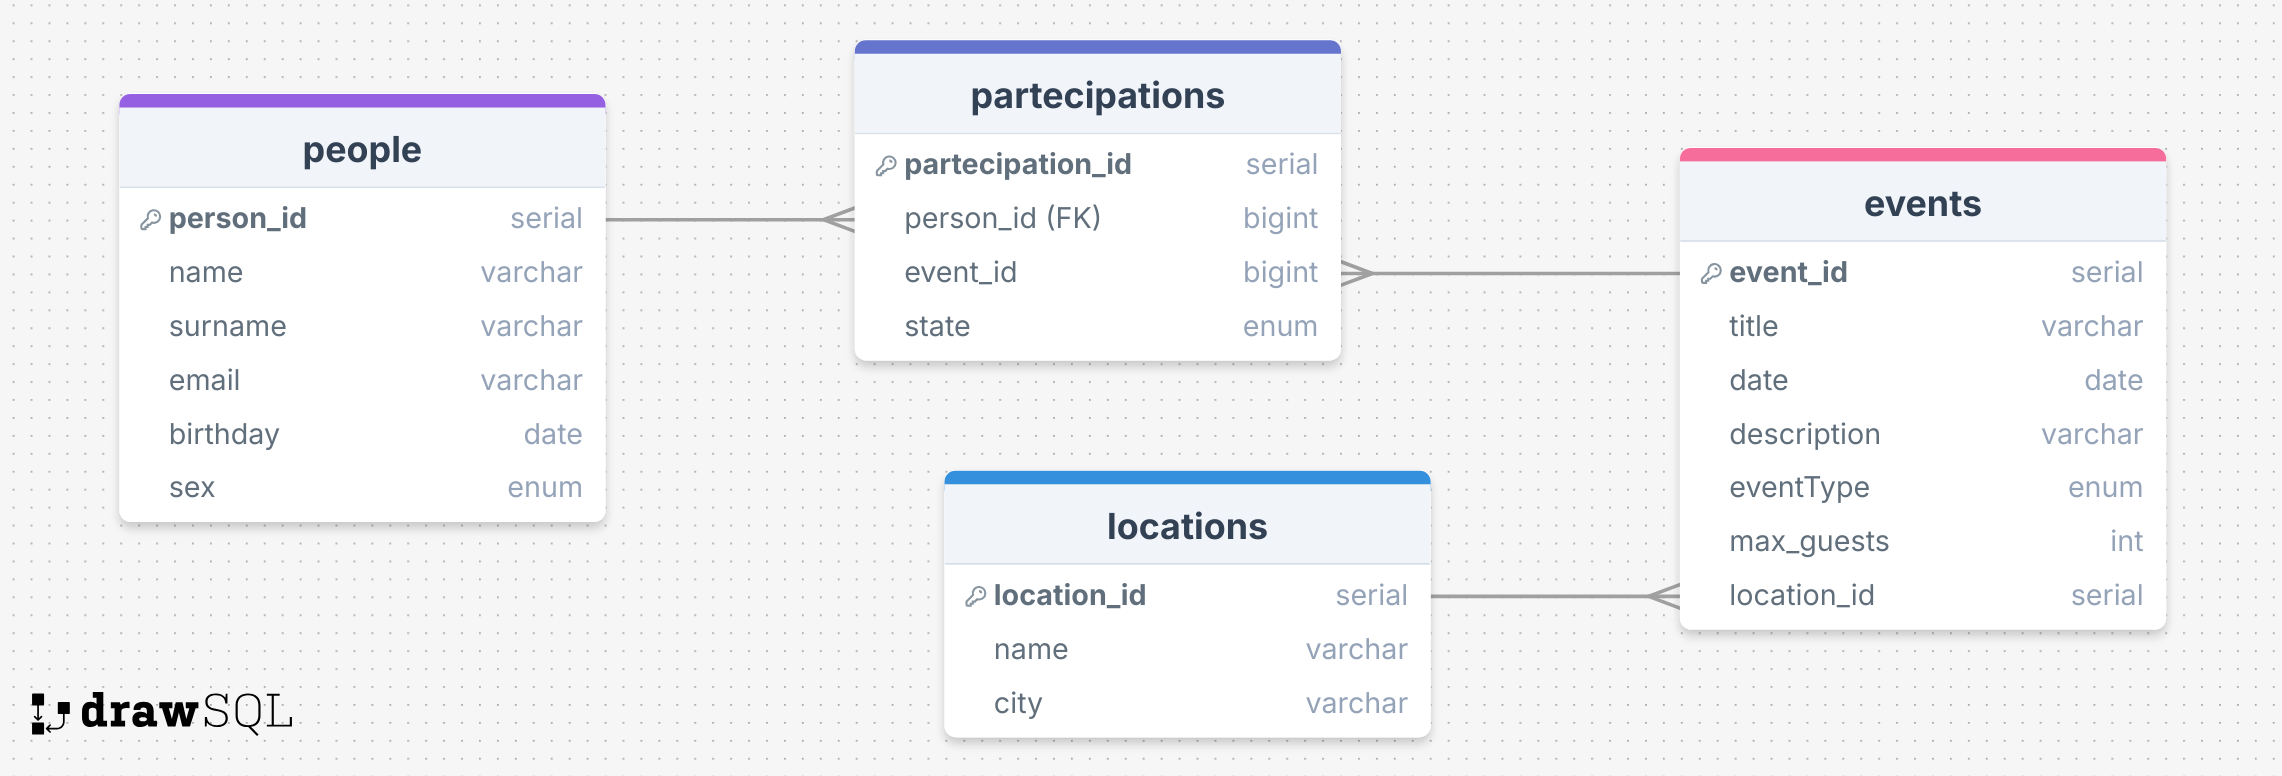 people
person_id serial
name varchar
surname varchar
email varchar
birthday date
sex enum
partecipations
partecipation_id serial
person_id (FK) bigint
event_id bigint
state enum
events
event_id serial
title varchar
date date
description varchar
eventType enum
max_guests int
location_id serial
locations
location_id serial
name varchar
city varchar
drawSQL